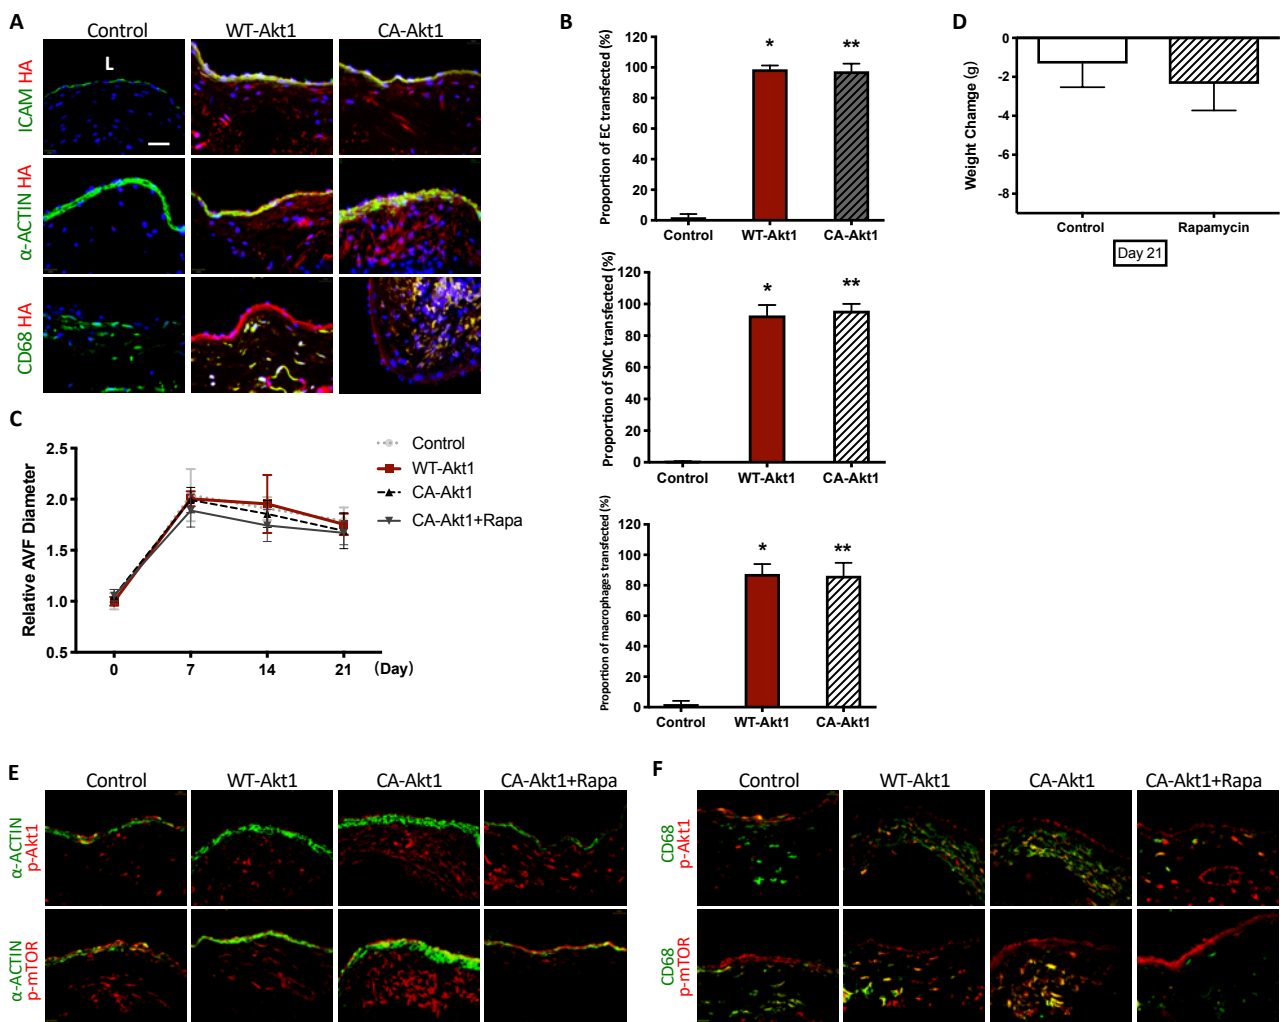 A
Control
WT-Akt1
CA-Akt1
ICAM HA
L
α-ACTIN HA
CD68 HA
B
Proportion of EC transfected (%)
120
100
80
60
40
20
0
*
**
Control
WT-Akt1
CA-Akt1
Proportion of SMC transfected (%)
120
100
80
60
40
20
0
*
**
Control
WT-Akt1
CA-Akt1
Proportion of macrophages transfected (%)
120
100
80
60
40
20
0
*
**
Control
WT-Akt1
CA-Akt1
C
Relative AVF Diameter
2.5
2.0
1.5
1.0
0.5
0
7
14
21
(Day)
Control
WT-Akt1
CA-Akt1
CA-Akt1+Rapa
D
Weight Change (g)
0
-2
-4
-6
-8
Control
Rapamycin
Day 21
E
Control
WT-Akt1
CA-Akt1
CA-Akt1+Rapa
α-ACTIN
p-Akt1
α-ACTIN
p-mTOR
F
Control
WT-Akt1
CA-Akt1
CA-Akt1+Rapa
CD68
p-Akt1
CD68
p-mTOR